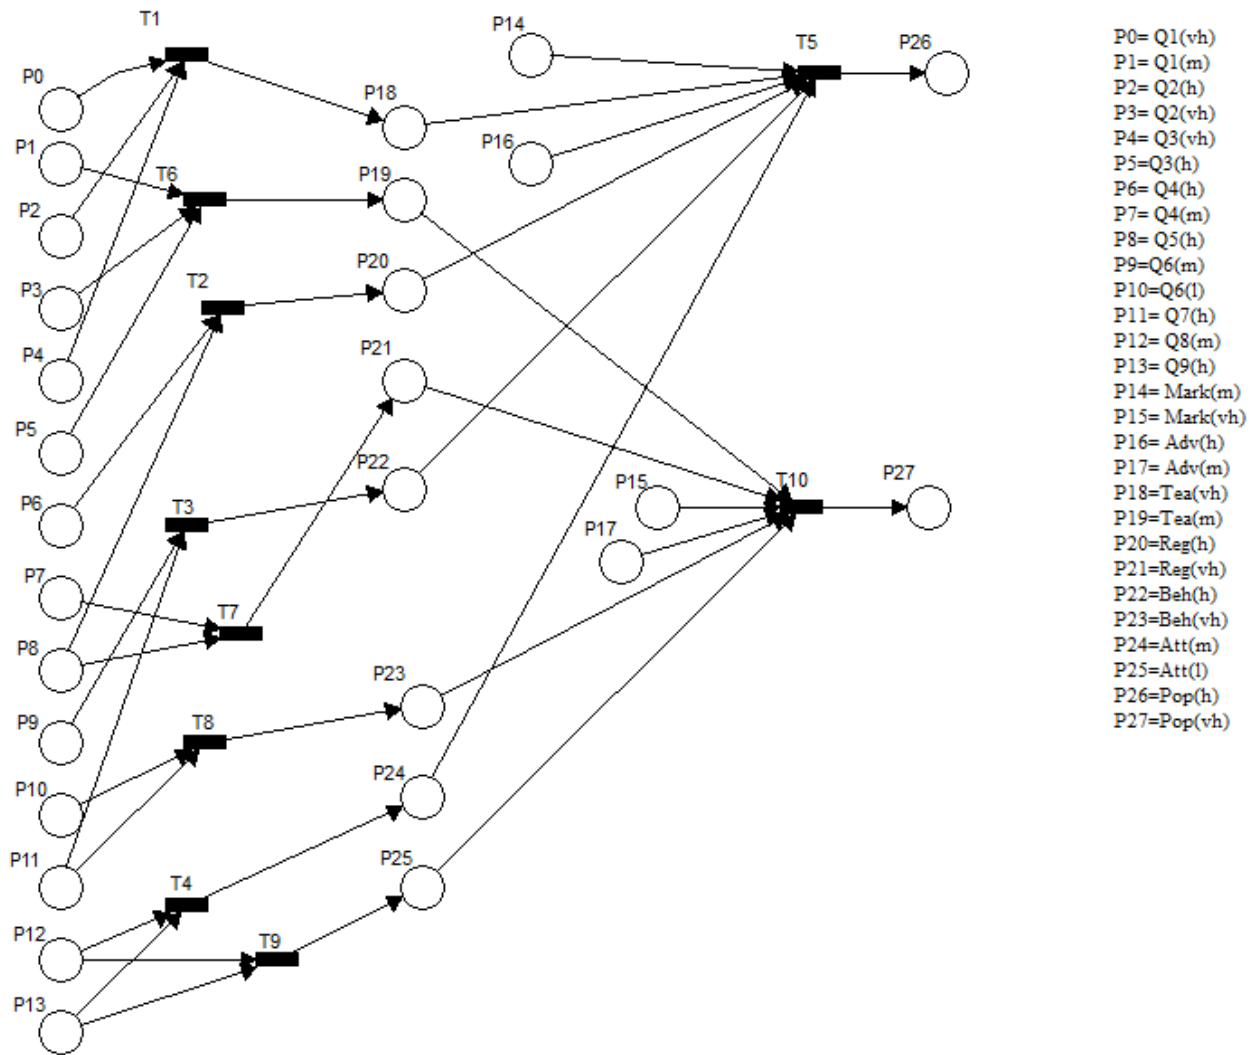 T1
P14
T5
P26
P0
P18
P1
P16
T6
P19
P2
P20
P3
T2
P21
P4
P5
P22
P6
T3
P15
T10
P27
P17
P7
T7
P8
P23
P9
T8
P24
P10
P25
P11
T4
P12
T9
P13
P0= Q1(vh)
P1= Q1(m)
P2= Q2(h)
P3= Q2(vh)
P4= Q3(vh)
P5=Q3(h)
P6= Q4(h)
P7= Q4(m)
P8= Q5(h)
P9=Q6(m)
P10=Q6(l)
P11= Q7(h)
P12= Q8(m)
P13= Q9(h)
P14= Mark(m)
P15= Mark(vh)
P16= Adv(h)
P17= Adv(m)
P18=Tea(vh)
P19=Tea(m)
P20=Reg(h)
P21=Reg(vh)
P22=Beh(h)
P23=Beh(vh)
P24=Att(m)
P25=Att(l)
P26=Pop(h)
P27=Pop(vh)